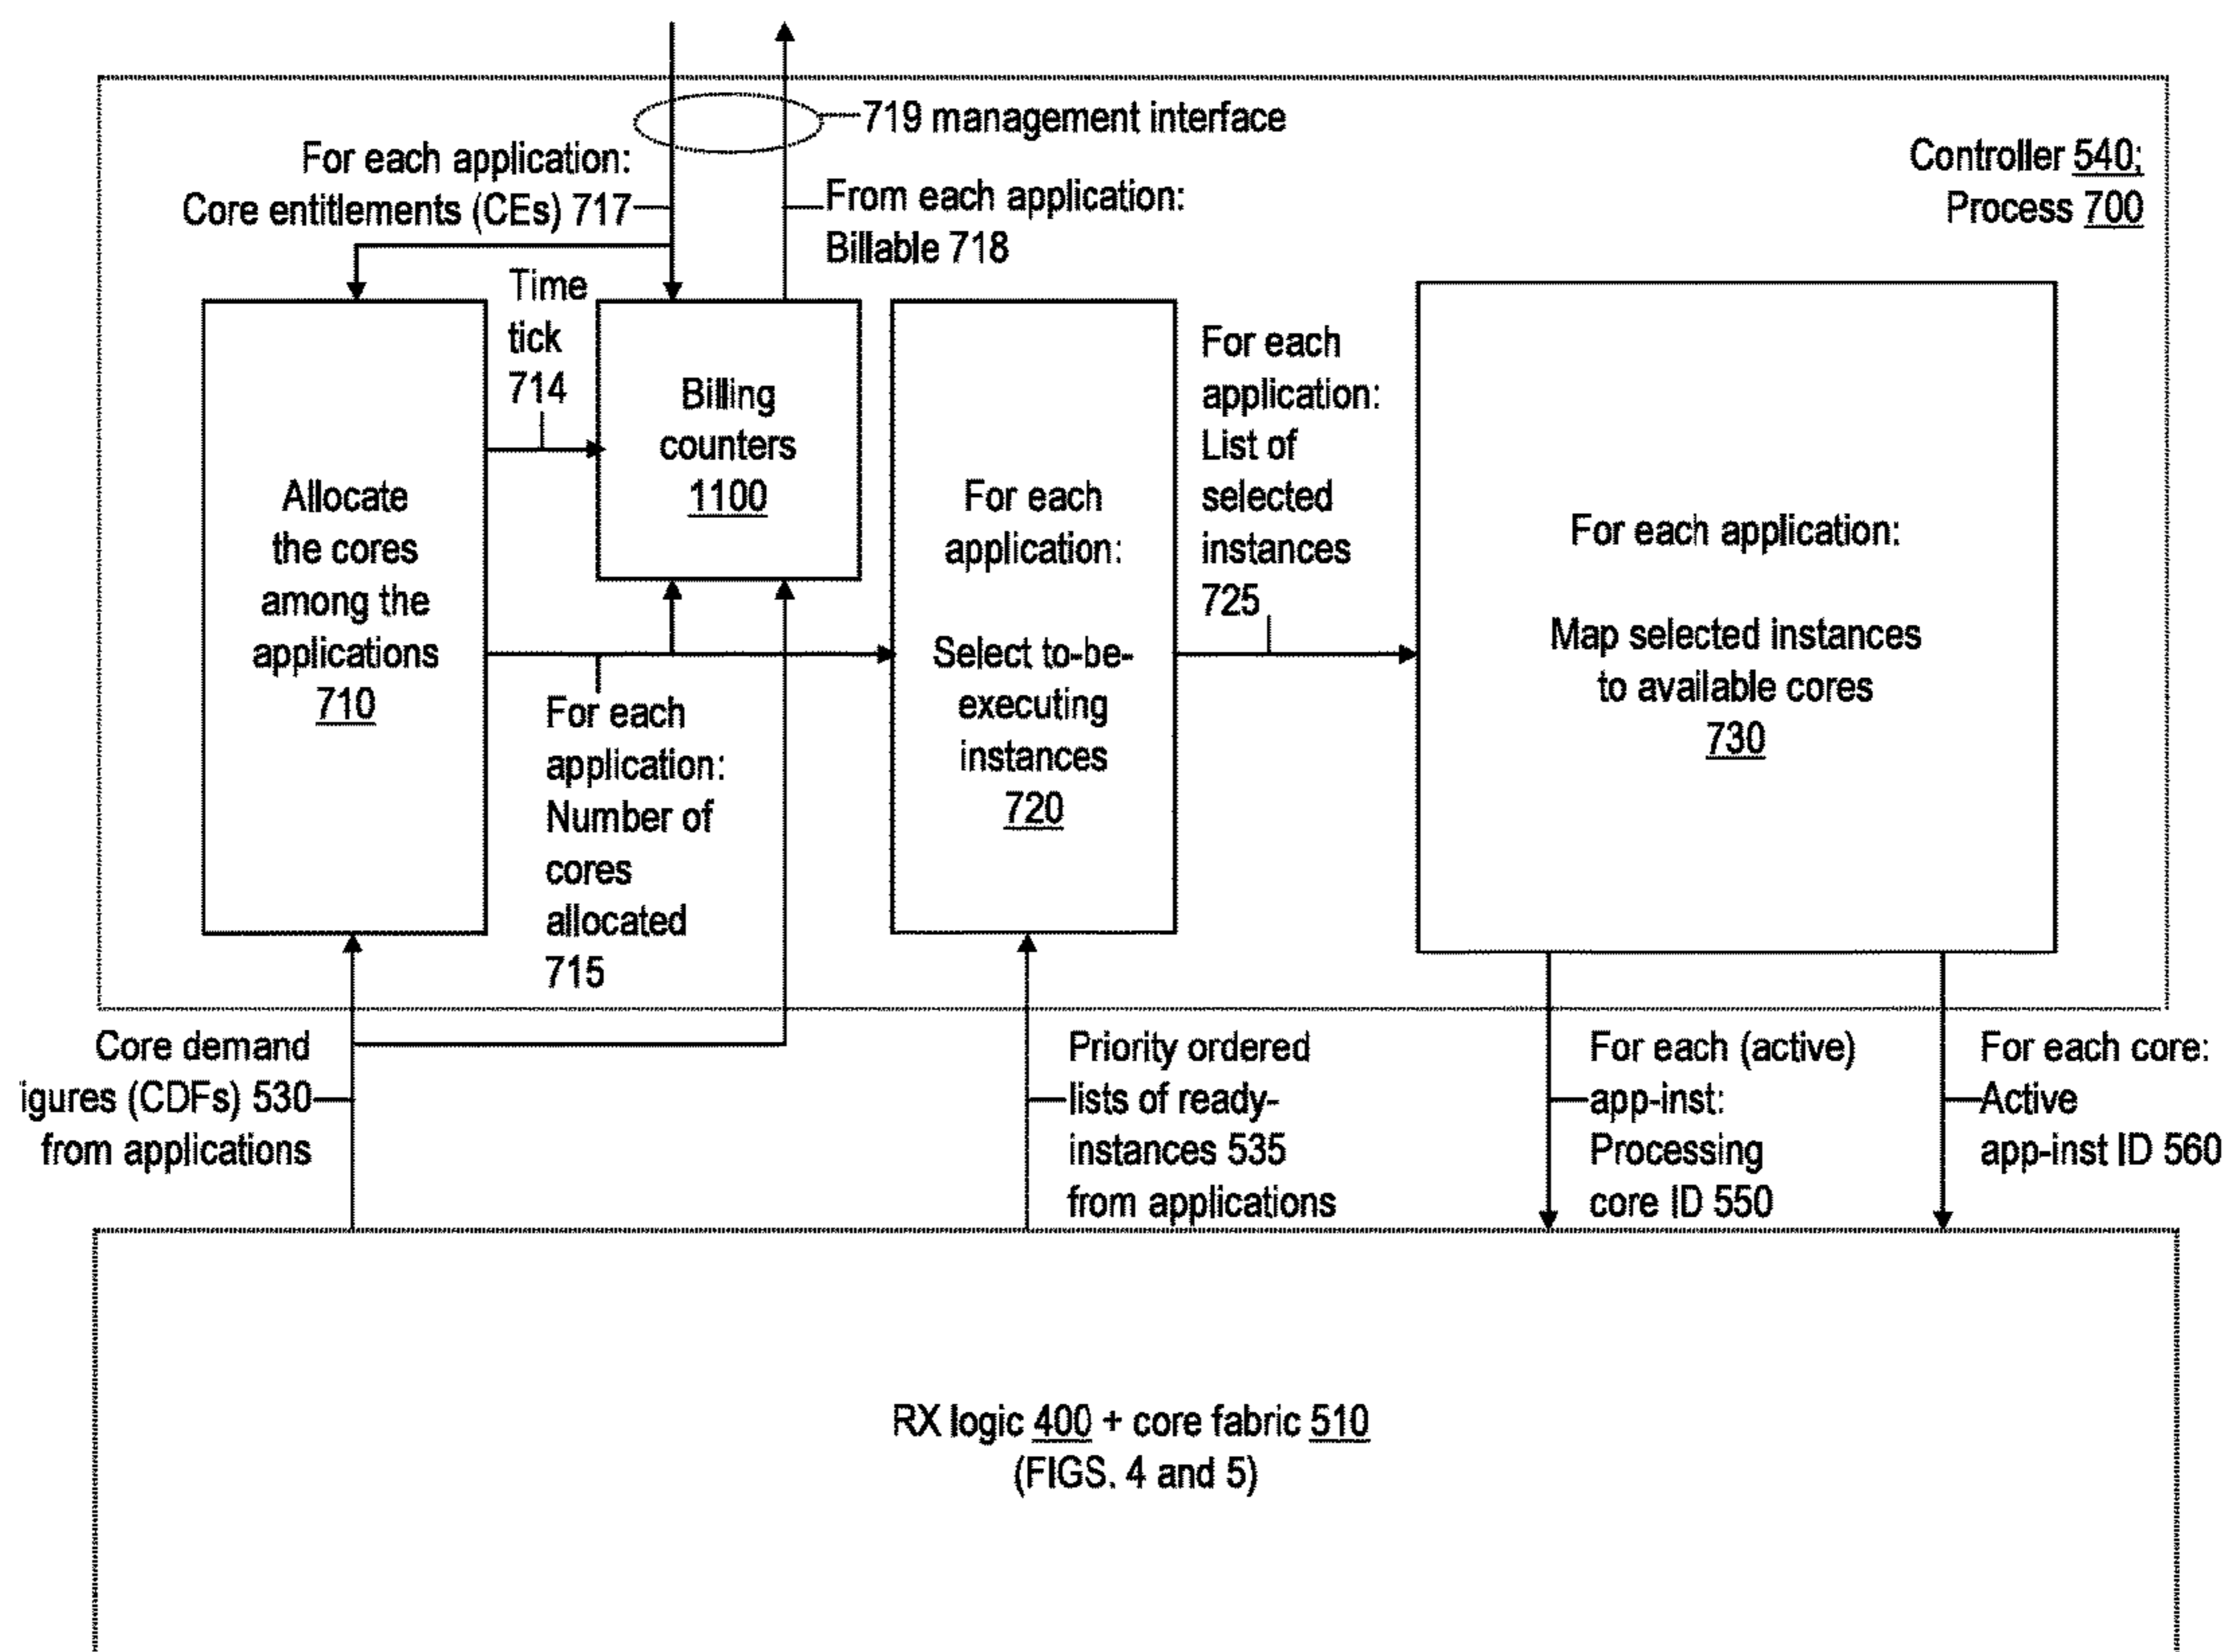 719 management interface
For each application:
Core entitlements (CEs) 717
From each application:
Billable 718
Controller 540;
Process 700
Time
tick
714
Allocate
the cores
among the
applications
710
Billing
counters
1100
For each
application:
Number of
cores
allocated
715
For each
application:
Select to-be-
executing
instances
720
For each
application:
List of
selected
instances
725
For each application:
Map selected instances
to available cores
730
Core demand
igures (CDFs) 530
from applications
Priority ordered
lists of ready-
instances 535
from applications
For each (active)
app-inst:
Processing
core ID 550
For each core:
Active
app-inst ID 560
RX logic 400 + core fabric 510
(FIGS. 4 and 5)